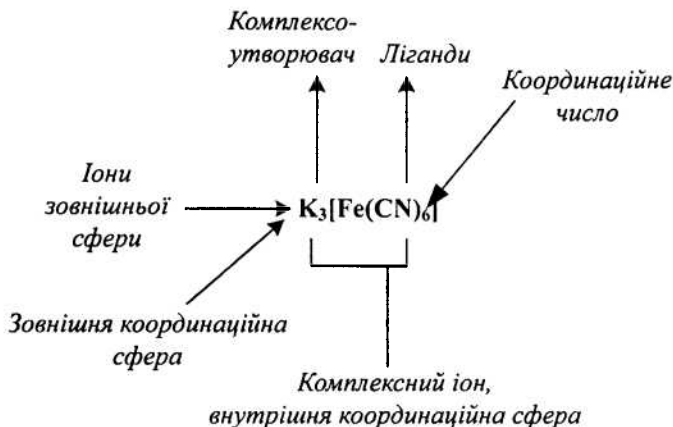 Комплексо-
утворювач
Ліганди
Координаційне
число
Іони
зовнішньої
сфери
K₃[Fe(CN)₆]
Зовнішня координаційна
сфера
Комплексний іон,
внутрішня координаційна сфера